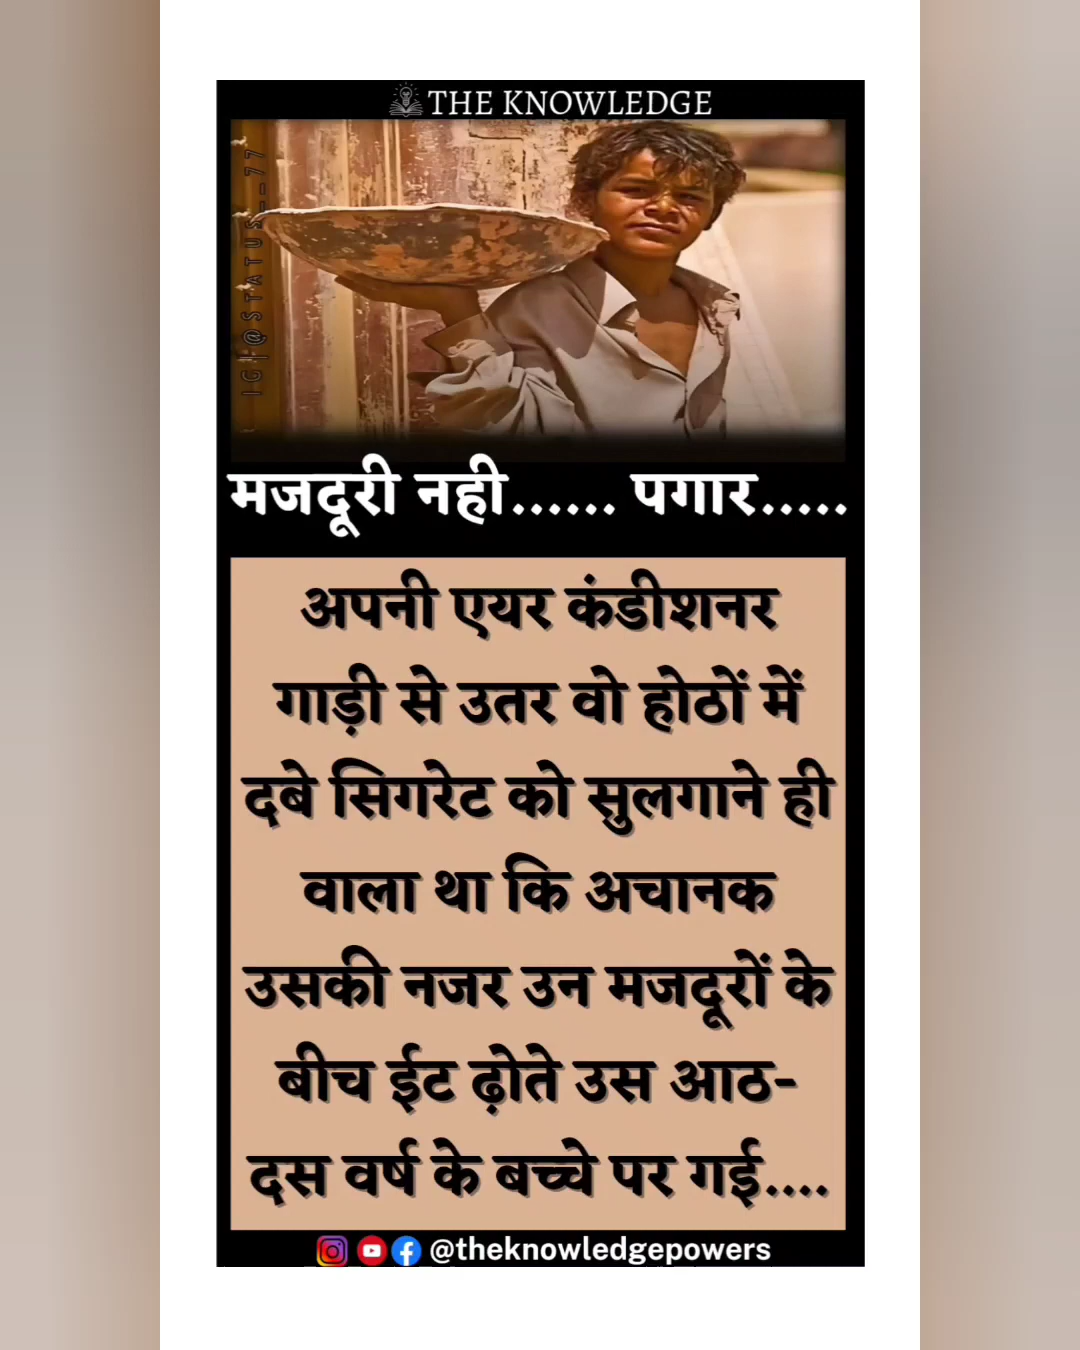 THE KNOWLEDGE
IG|@STATUS__77
मजदूरी नही...... पगार.....
अपनी एयर कंडीशनर
गाड़ी से उतर वो होठों में
दबे सिगरेट को सुलगाने ही
वाला था कि अचानक
उसकी नजर उन मजदूरों के
बीच ईट ढ़ोते उस आठ-
दस वर्ष के बच्चे पर गई....
@theknowledgepowers